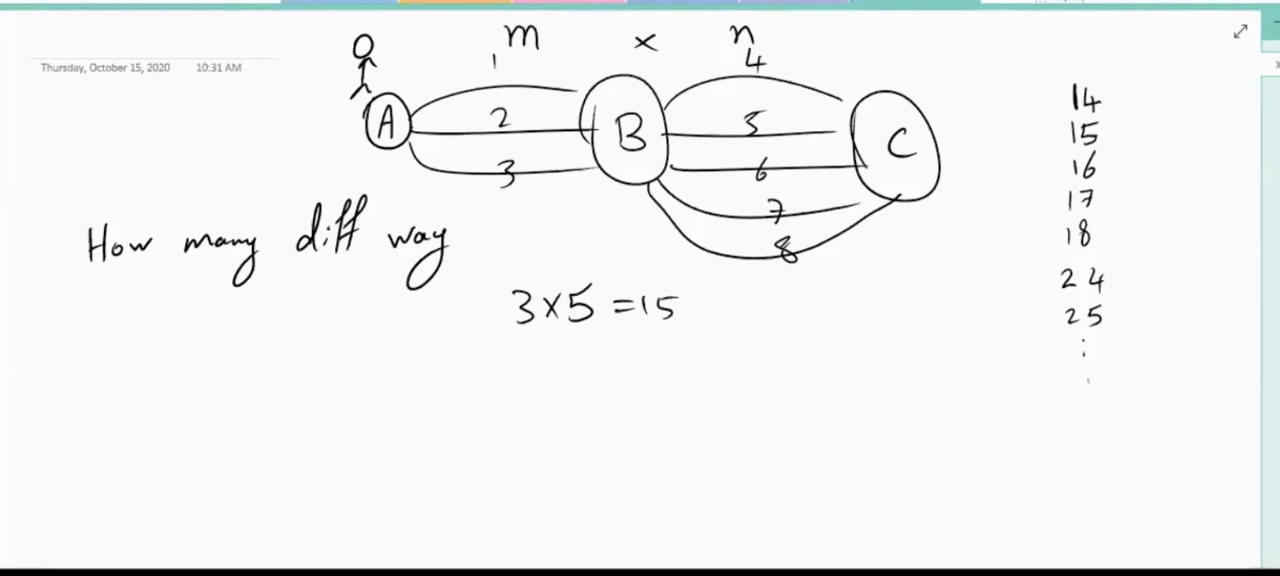 m x n
Thursday, October 15, 2020 10:31 AM
1 4
A 2 B 5 C
3 6
7
8
How many diff way
3x5 =15
14
15
16
17
18
24
25
:
.